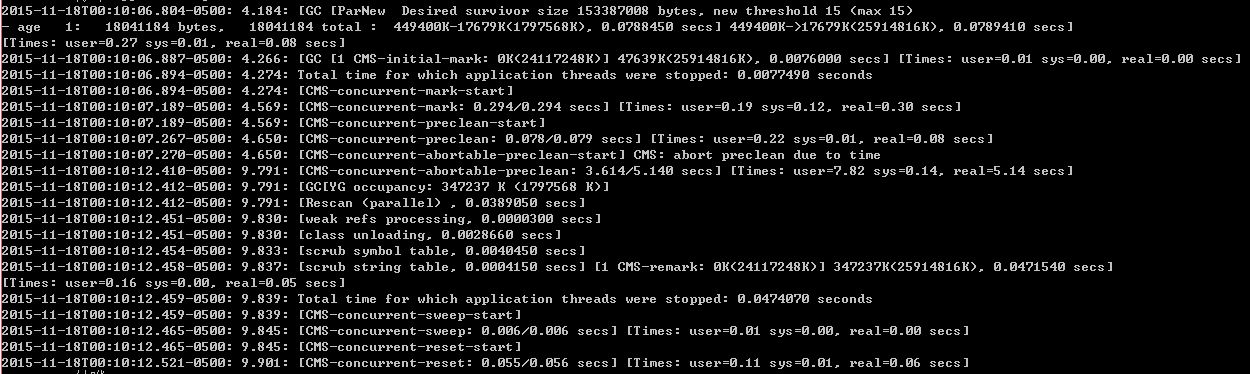 2015-11-18T00:10:06.804-0500: 4.184: [GC [ParNew  Desired survivor size 153387008 bytes, new threshold 15 (max 15)
- age   1:   18041184 bytes,   18041184 total :  449400K-17679K(1797568K), 0.0788450 secs] 449400K->17679K(25914816K), 0.0789410 secs]
[Times: user=0.27 sys=0.01, real=0.08 secs]
2015-11-18T00:10:06.887-0500: 4.266: [GC [1 CMS-initial-mark: 0K(24117248K)] 47639K(25914816K), 0.0076000 secs] [Times: user=0.01 sys=0.00, real=0.00 secs]
2015-11-18T00:10:06.894-0500: 4.274: Total time for which application threads were stopped: 0.0077490 seconds
2015-11-18T00:10:06.894-0500: 4.274: [CMS-concurrent-mark-start]
2015-11-18T00:10:07.189-0500: 4.569: [CMS-concurrent-mark: 0.294/0.294 secs] [Times: user=0.19 sys=0.12, real=0.30 secs]
2015-11-18T00:10:07.189-0500: 4.569: [CMS-concurrent-preclean-start]
2015-11-18T00:10:07.267-0500: 4.650: [CMS-concurrent-preclean: 0.078/0.079 secs] [Times: user=0.22 sys=0.01, real=0.08 secs]
2015-11-18T00:10:07.270-0500: 4.650: [CMS-concurrent-abortable-preclean-start] CMS: abort preclean due to time
2015-11-18T00:10:12.410-0500: 9.791: [CMS-concurrent-abortable-preclean: 3.614/5.140 secs] [Times: user=7.82 sys=0.14, real=5.14 secs]
2015-11-18T00:10:12.412-0500: 9.791: [GC[YG occupancy: 347237 K (1797568 K)]
2015-11-18T00:10:12.412-0500: 9.791: [Rescan (parallel) , 0.0389050 secs]
2015-11-18T00:10:12.451-0500: 9.830: [weak refs processing, 0.0000300 secs]
2015-11-18T00:10:12.451-0500: 9.830: [class unloading, 0.0028660 secs]
2015-11-18T00:10:12.454-0500: 9.833: [scrub symbol table, 0.0040450 secs]
2015-11-18T00:10:12.458-0500: 9.837: [scrub string table, 0.0004150 secs] [1 CMS-remark: 0K(24117248K)] 347237K(25914816K), 0.0471540 secs]
[Times: user=0.16 sys=0.00, real=0.05 secs]
2015-11-18T00:10:12.459-0500: 9.839: Total time for which application threads were stopped: 0.0474070 seconds
2015-11-18T00:10:12.459-0500: 9.839: [CMS-concurrent-sweep-start]
2015-11-18T00:10:12.465-0500: 9.845: [CMS-concurrent-sweep: 0.006/0.006 secs] [Times: user=0.01 sys=0.00, real=0.00 secs]
2015-11-18T00:10:12.465-0500: 9.845: [CMS-concurrent-reset-start]
2015-11-18T00:10:12.521-0500: 9.901: [CMS-concurrent-reset: 0.055/0.056 secs] [Times: user=0.11 sys=0.01, real=0.06 secs]